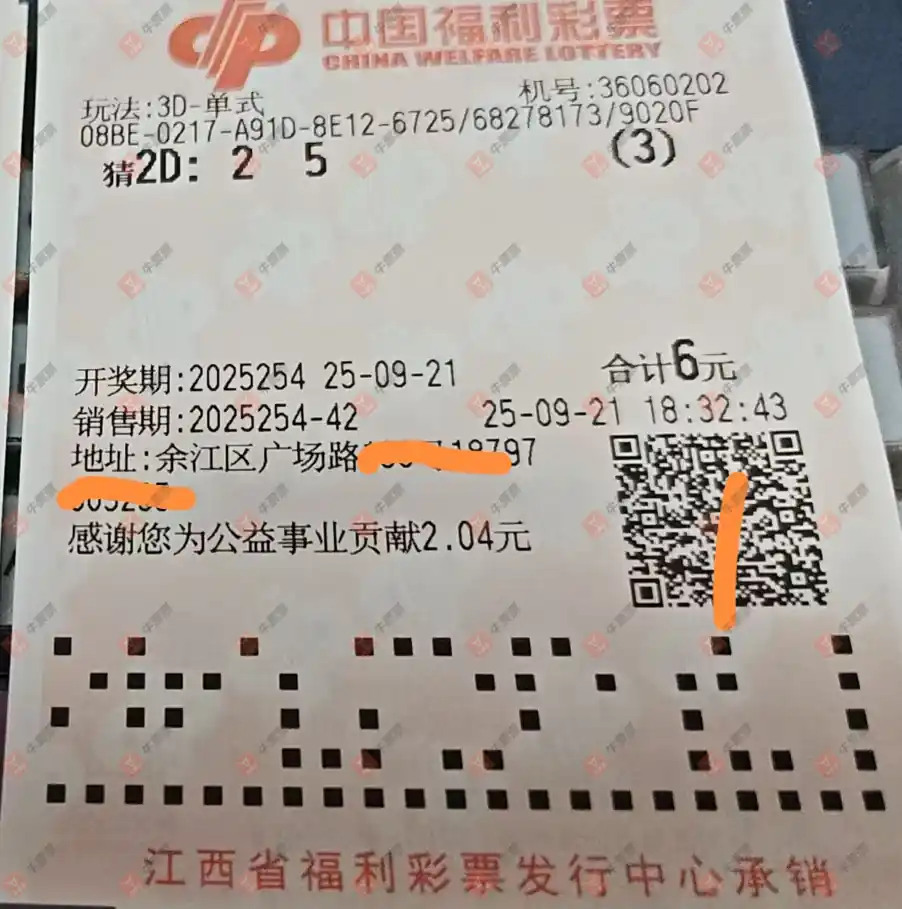 中国福利彩票
CHINA WELFARE LOTTERY
玩法:3D-单式 机号:36060202
08BE-0217-A91D-8E12-6725/68278173/9020F
猜2D: 2 5 (3)
开奖期:2025254 25-09-21 合计6元
销售期:2025254-42 25-09-21 18:32:43
地址:余江区广场路 97
感谢您为公益事业贡献2.04元
江西省福利彩票发行中心承销